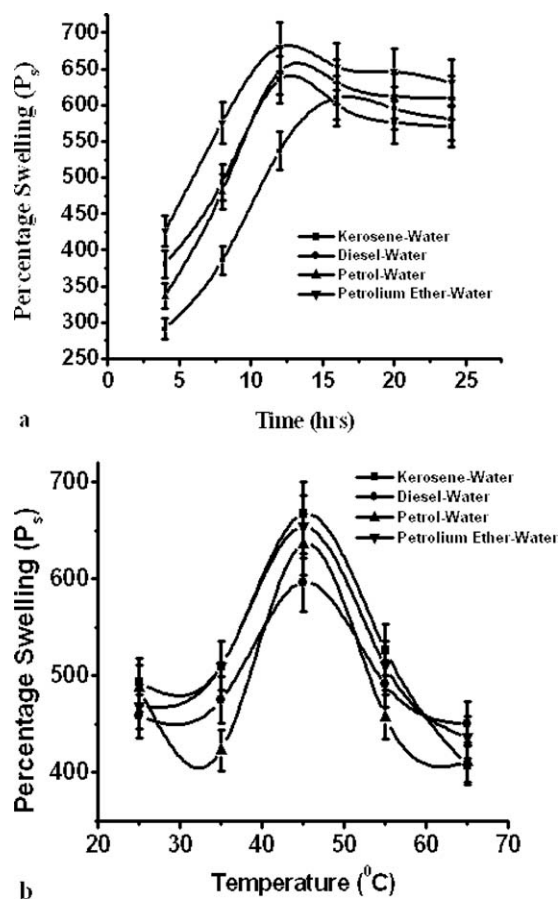 700
650
600
550
500
450
400
350
300
250
Percentage Swelling (Ps)
Kerosene-Water
Diesel-Water
Petrol-Water
Petrolium Ether-Water
0 5 10 15 20 25
a
Time (hrs)
700
600
500
400
Percentage Swelling (Ps)
Kerosene-Water
Diesel-Water
Petrol-Water
Petrolium Ether-Water
20 30 40 50 60 70
Temperature (⁰C)
b